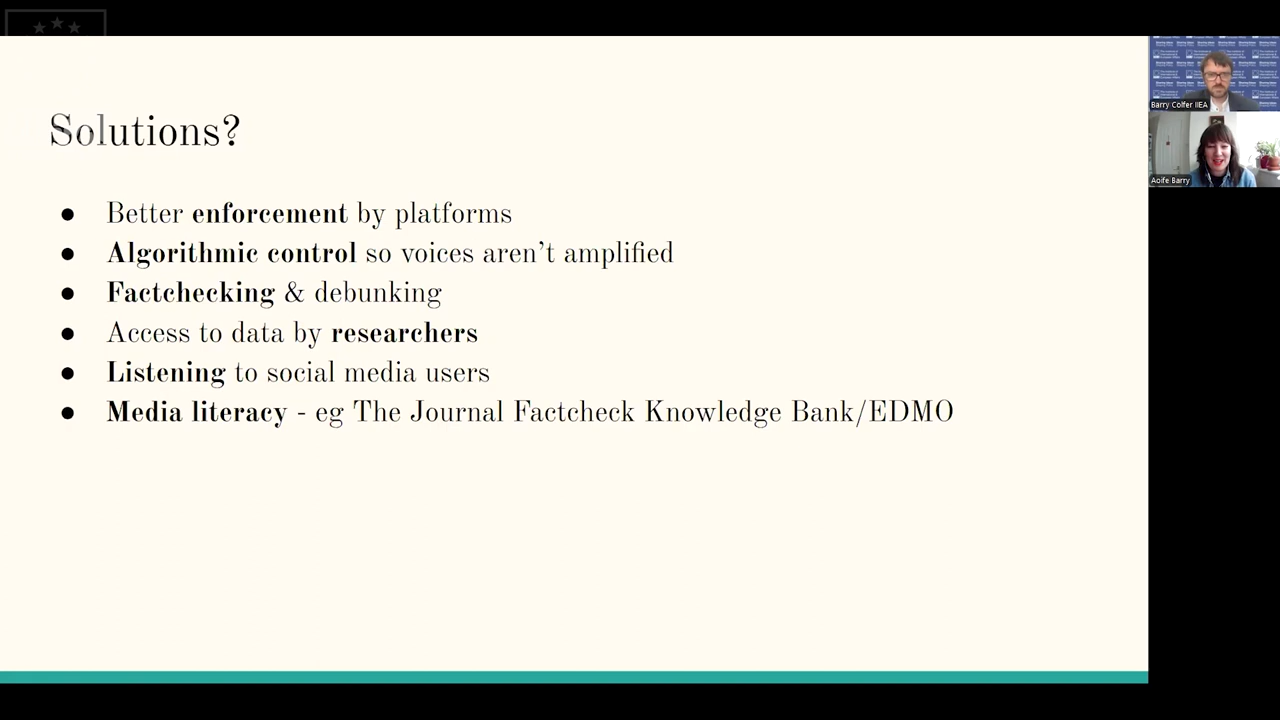 Solutions?
● Better enforcement by platforms
● Algorithmic control so voices aren't amplified
● Factchecking & debunking
● Access to data by researchers
● Listening to social media users
● Media literacy - eg The Journal Factcheck Knowledge Bank/EDMO
Barry Colfer IIEA
Aoife Barry